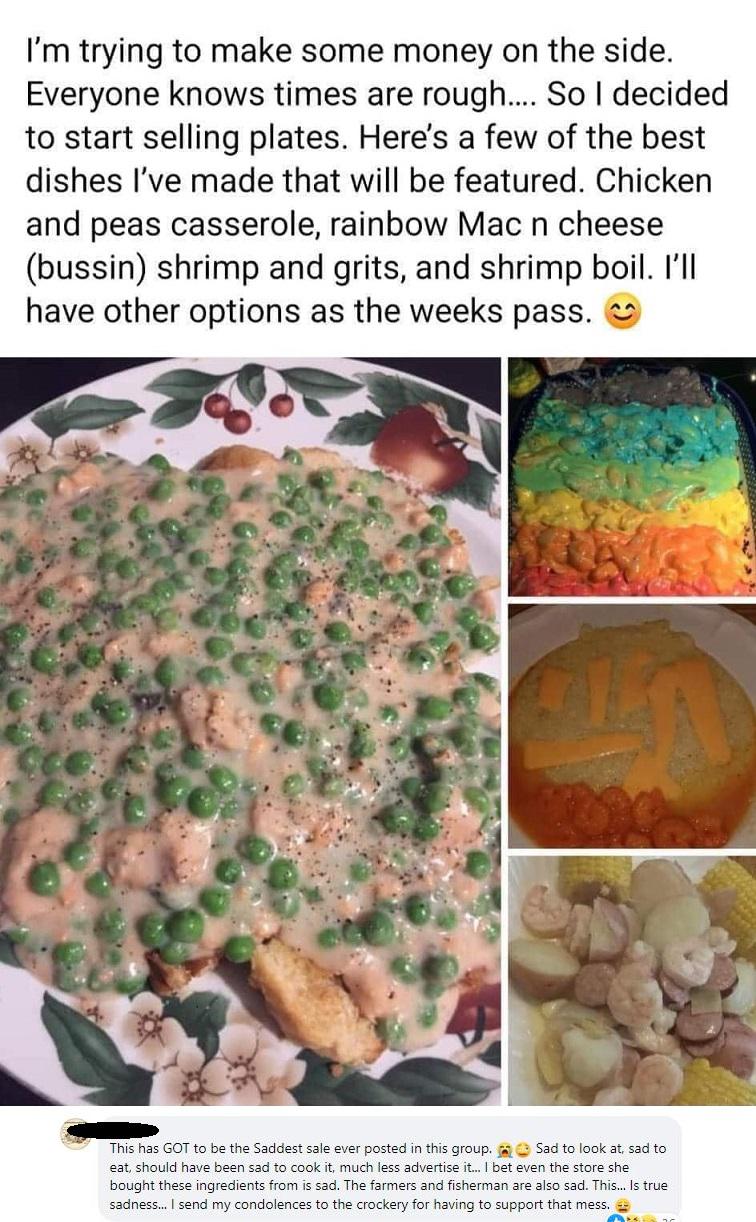 I'm trying to make some money on the side.
Everyone knows times are rough.... So I decided
to start selling plates. Here's a few of the best
dishes I've made that will be featured. Chicken
and peas casserole, rainbow Mac n cheese
(bussin) shrimp and grits, and shrimp boil. I'll
have other options as the weeks pass. 😊
This has GOT to be the Saddest sale ever posted in this group. 😭🙄 Sad to look at, sad to
eat, should have been sad to cook it, much less advertise it... I bet even the store she
bought these ingredients from is sad. The farmers and fisherman are also sad. This... Is true
sadness... I send my condolences to the crockery for having to support that mess. 😩